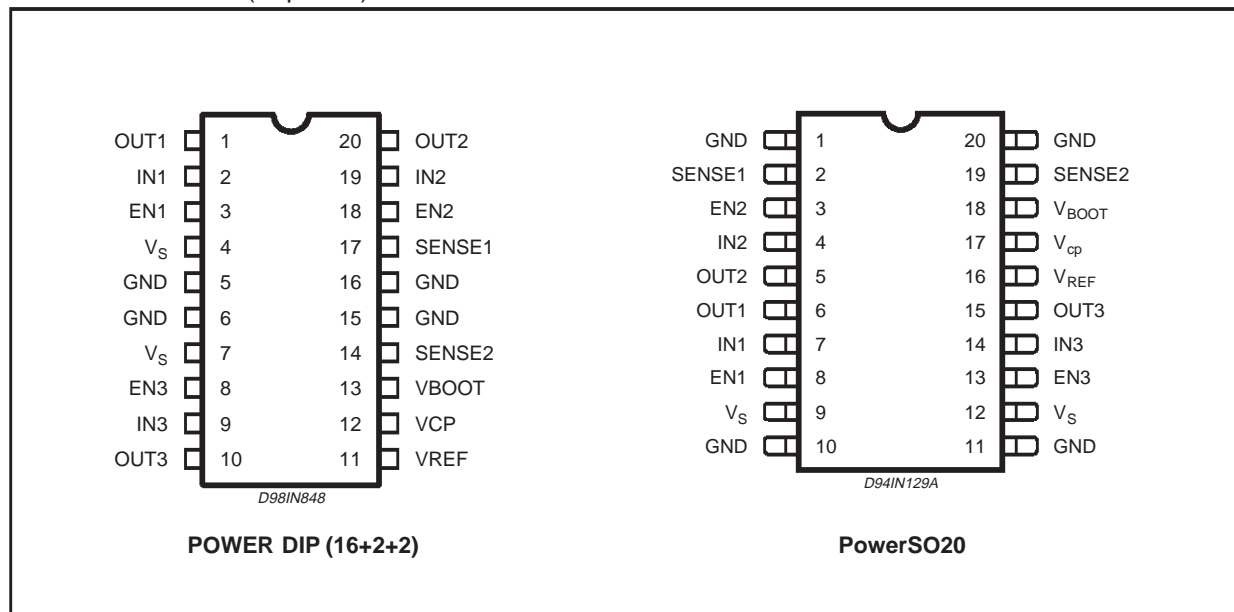 OUT1 1 20 OUT2
IN1 2 19 IN2
EN1 3 18 EN2
VS 4 17 SENSE1
GND 5 16 GND
GND 6 15 GND
VS 7 14 SENSE2
EN3 8 13 VBOOT
IN3 9 12 VCP
OUT3 10 11 VREF
D98IN848
POWER DIP (16+2+2)
GND 1 20 GND
SENSE1 2 19 SENSE2
EN2 3 18 VBOOT
IN2 4 17 Vcp
OUT2 5 16 VREF
OUT1 6 15 OUT3
IN1 7 14 IN3
EN1 8 13 EN3
VS 9 12 VS
GND 10 11 GND
D94IN129A
PowerSO20